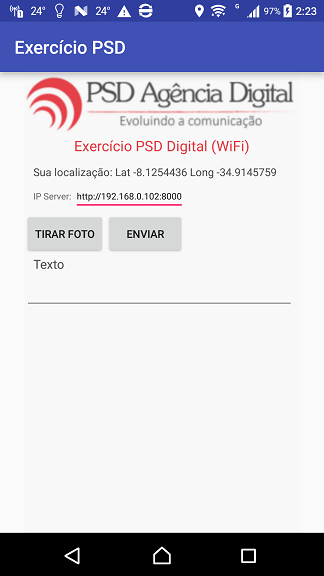 24° 24° G 97% 2:23
Exercício PSD
PSD Agência Digital
Evoluindo a comunicação
Exercício PSD Digital (WiFi)
Sua localização: Lat -8.1254436 Long -34.9145759
IP Server: http://192.168.0.102:8000
TIRAR FOTO ENVIAR
Texto